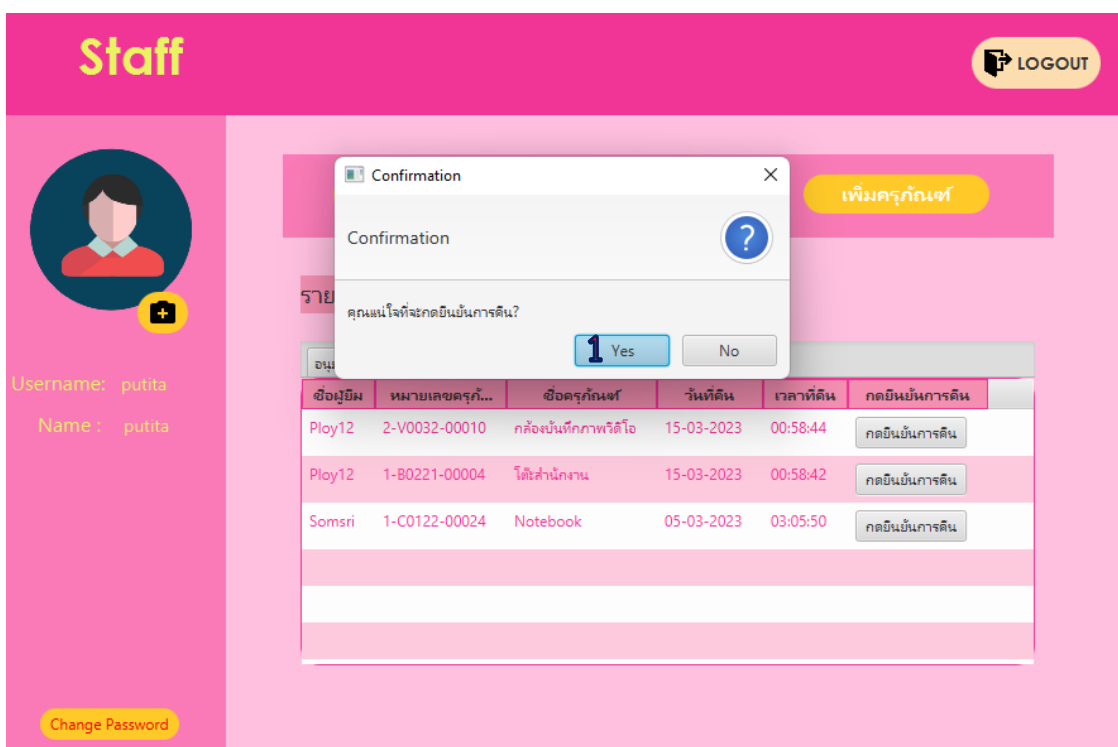 Staff
LOGOUT
Confirmation
เพิ่มครุภัณฑ์
Confirmation
ราย
คุณแน่ใจที่จะกดยืนยันการคืน?
1 Yes No
อนุ
Username: putita
ชื่อผู้ยืม หมายเลขครุภั... ชื่อครุภัณฑ์ วันที่คืน เวลาที่คืน กดยืนยันการคืน
Name : putita
Ploy12 2-V0032-00010 กล้องบันทึกภาพวิดีโอ 15-03-2023 00:58:44 กดยืนยันการคืน
Ploy12 1-B0221-00004 โต๊ะสำนักงาน 15-03-2023 00:58:42 กดยืนยันการคืน
Somsri 1-C0122-00024 Notebook 05-03-2023 03:05:50 กดยืนยันการคืน
Change Password